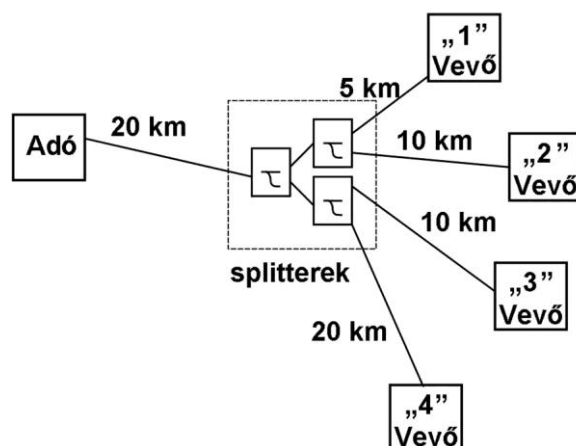 „1”
Vevő
5 km
20 km
Adó
τ
τ
10 km
„2”
Vevő
τ
10 km
splitterek
„3”
Vevő
20 km
„4”
Vevő